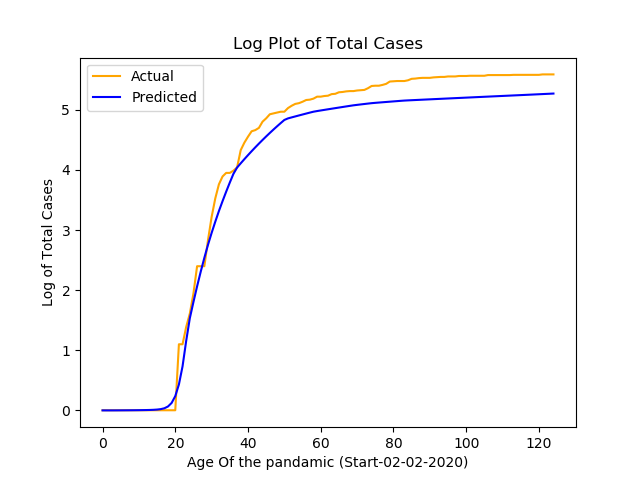 Log Plot of Total Cases
Actual
Predicted
Log of Total Cases
5
4
3
2
1
0
0 20 40 60 80 100 120
Age Of the pandamic (Start-02-02-2020)